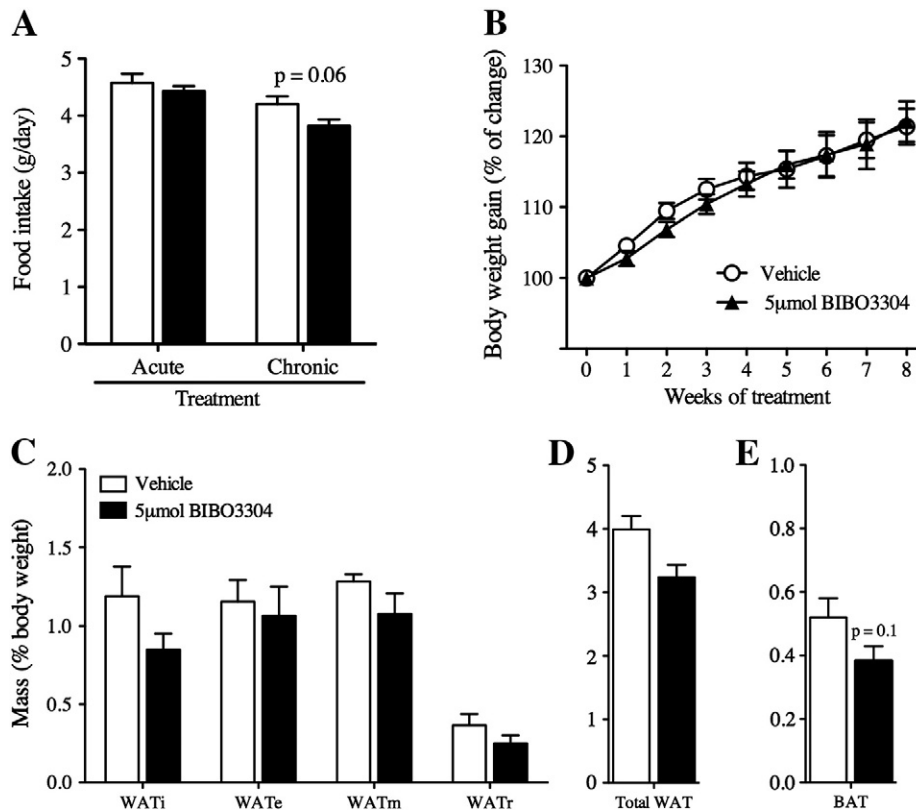 A
Food intake (g/day)
5
4
3
2
1
0
p = 0.06
Acute
Chronic
Treatment
B
Body weight gain (% of change)
130
120
110
100
Vehicle
5μmol BIBO3304
0 1 2 3 4 5 6 7 8
Weeks of treatment
C
Mass (% body weight)
2.0
1.5
1.0
0.5
0.0
Vehicle
5μmol BIBO3304
WATi WATe WATm WATr
D
5
4
3
2
1
0
Total WAT
E
1.0
0.8
0.6
0.4
0.2
0.0
p = 0.1
BAT